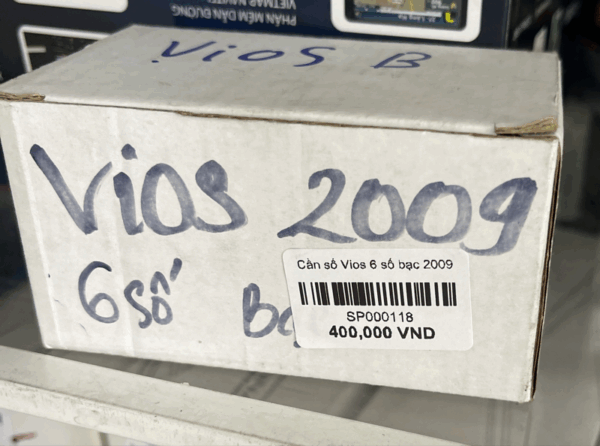 PHẦN MỀM DẪN ĐƯỜNG
VIETMAP
Vios B
Vios 2009
6 số
Cần số Vios 6 số bạc 2009
SP000118
400,000 VND